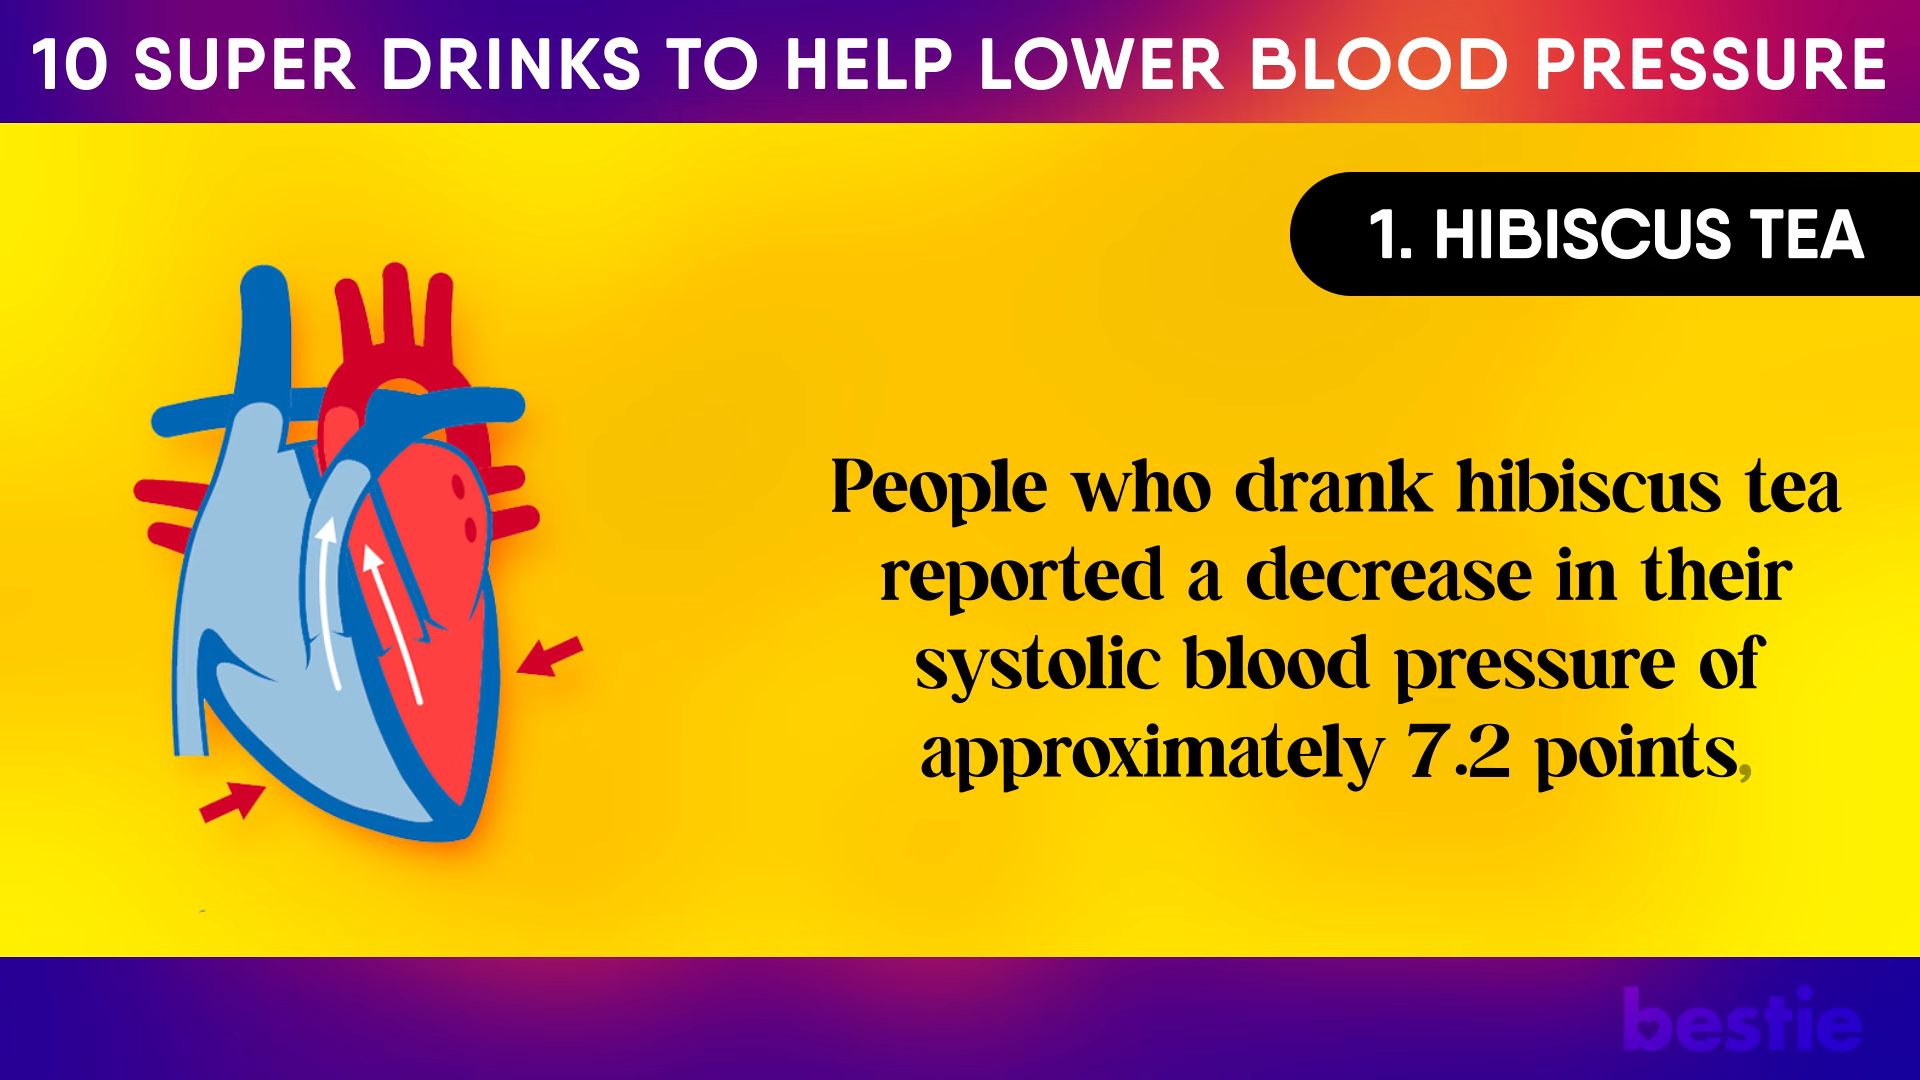 10 SUPER DRINKS TO HELP LOWER BLOOD PRESSURE
1. HIBISCUS TEA
People who drank hibiscus tea
reported a decrease in their
systolic blood pressure of
approximately 7.2 points,
bestie